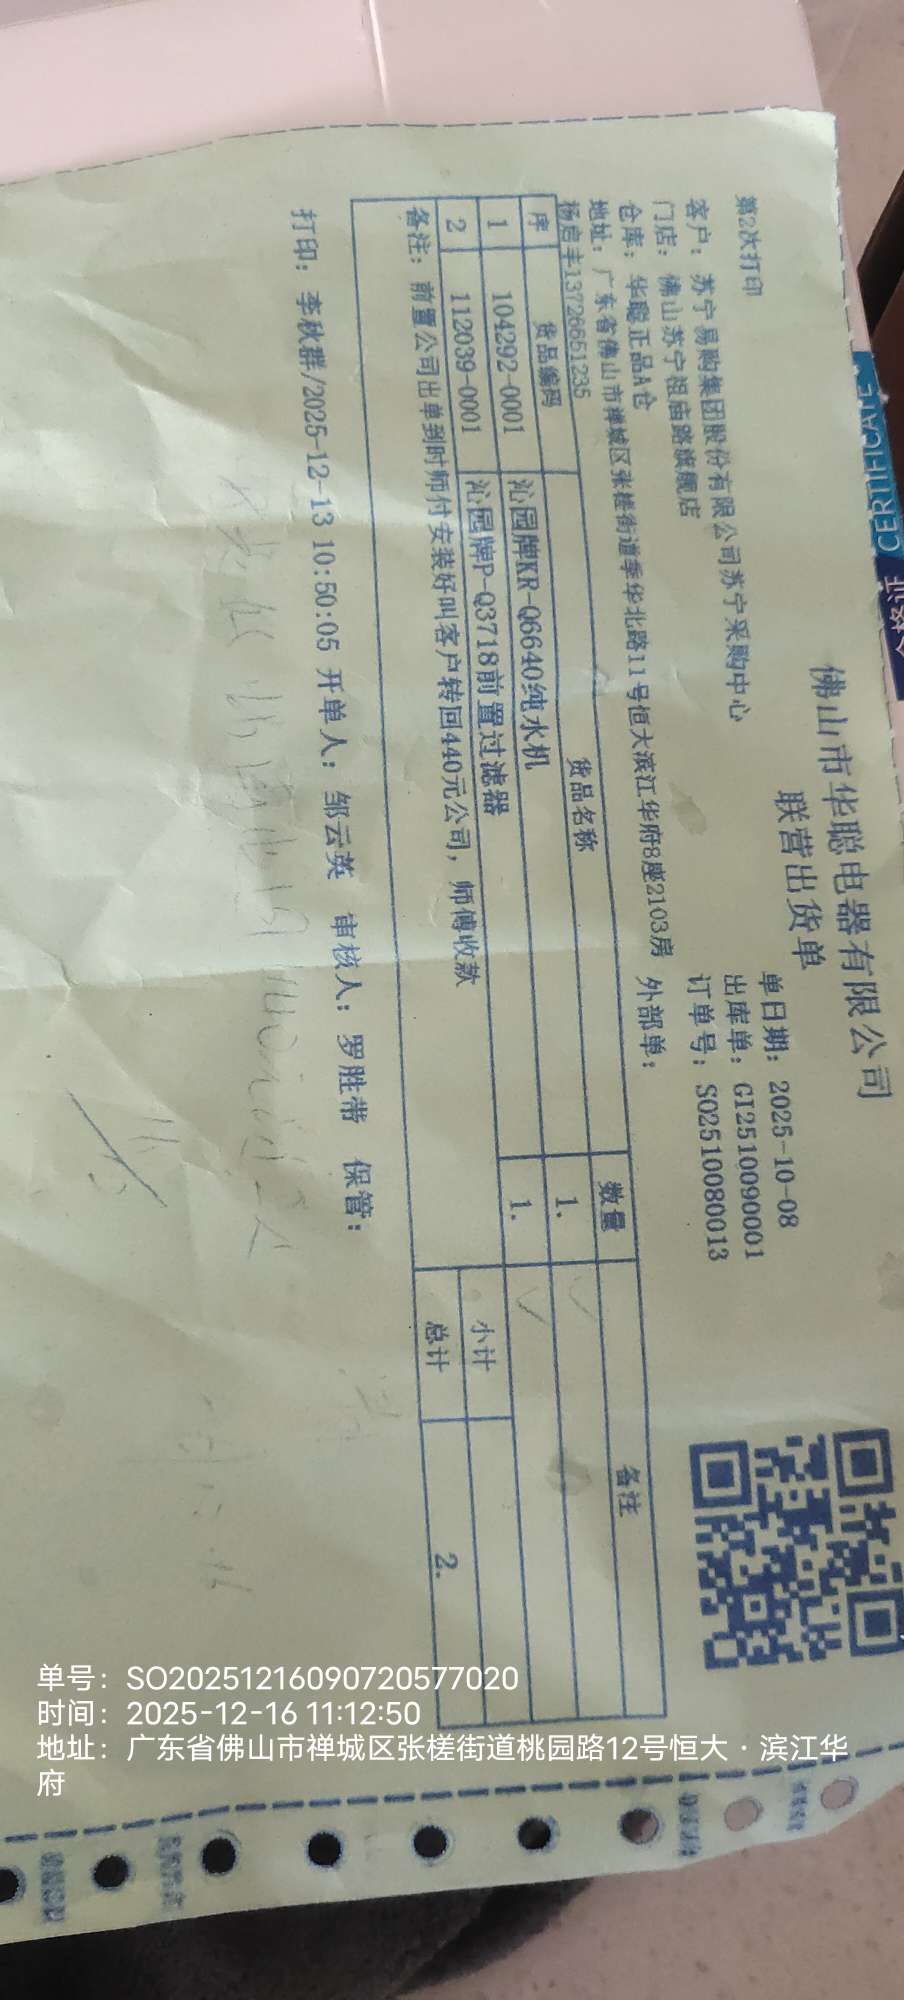 佛山市华聪电器有限公司
联营出货单
第2次打印
单日期：2025-10-08
客户：苏宁易购集团股份有限公司苏宁采购中心
出库单：GI2510090001
门店：佛山苏宁祖庙路旗舰店
订单号：SO2510080013
仓库：华聪正品A仓
外部单：
地址：广东省佛山市禅城区张槎街道季华北路11号恒大滨江华府8座2103房
杨启丰13728651235
序 货品编码 货品名称 数量 备注
1 104292-0001 沁园牌KR-Q6640纯水机 1.
2 112039-0001 沁园牌P-Q3718前置过滤器 1.
备注：前置公司出单到时师付安装好叫客户转回440元公司，师傅收款
小计
总计 2.
打印：李秋群/2025-12-13 10:50:05 开单人：邹云英 审核人：罗胜带 保管：
CERTIFICATE
合格证
单号：SO20251216090720577020
时间：2025-12-16 11:12:50
地址：广东省佛山市禅城区张槎街道桃园路12号恒大·滨江华
府